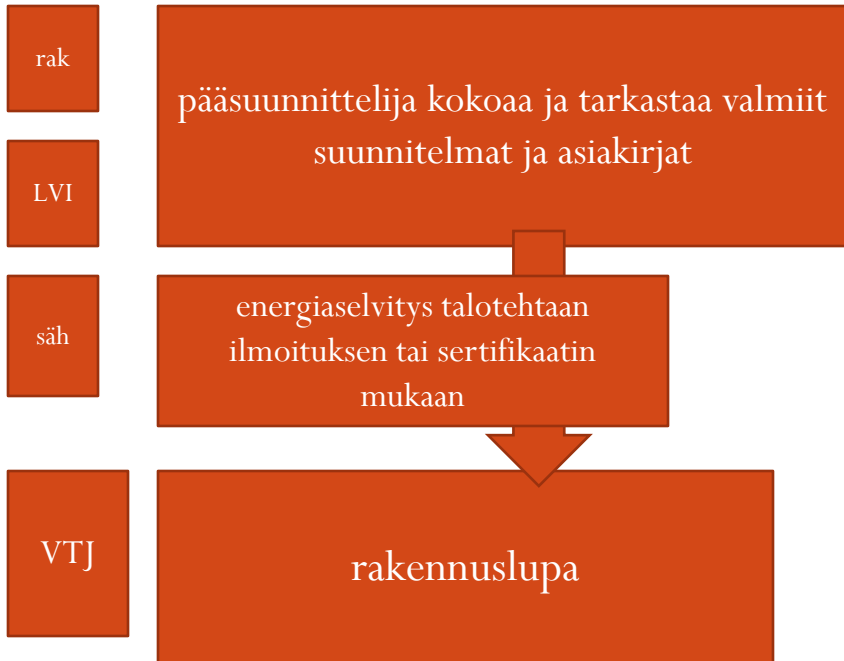 rak
pääsuunnittelija kokoaa ja tarkastaa valmiit
suunnitelmat ja asiakirjat
LVI
säh
energiaselvitys talotehtaan
ilmoituksen tai sertifikaatin
mukaan
VTJ
rakennuslupa